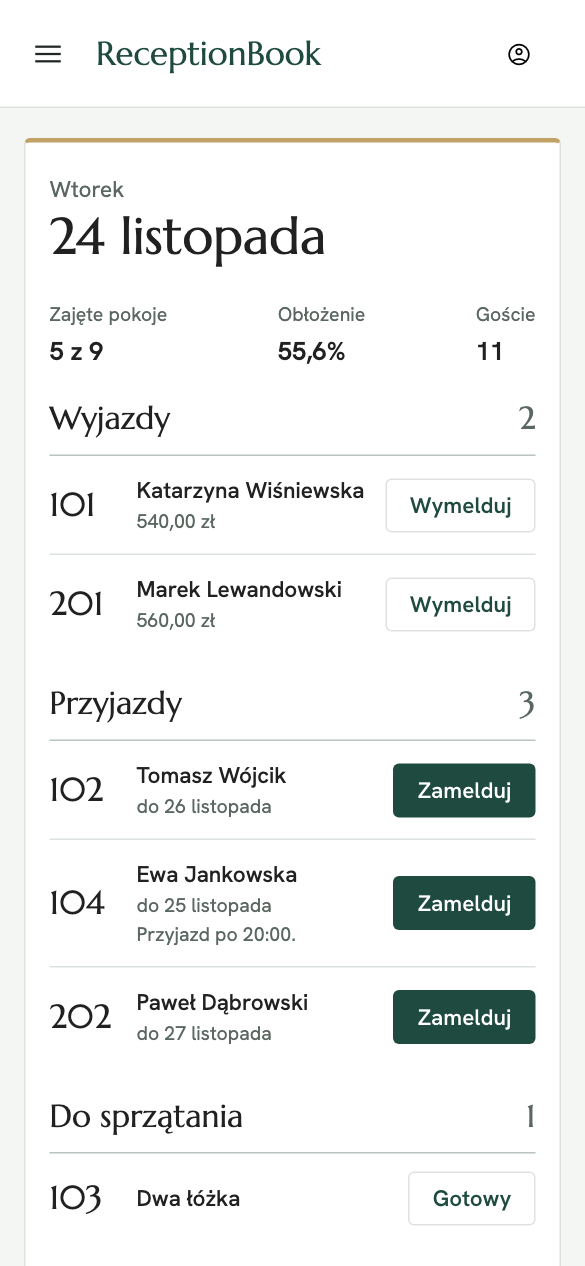 ReceptionBook
Wtorek
24 listopada
Zajęte pokoje
5 z 9
Obłożenie
55,6%
Goście
11
Wyjazdy
2
101
Katarzyna Wiśniewska
540,00 zł
Wymelduj
201
Marek Lewandowski
560,00 zł
Wymelduj
Przyjazdy
3
102
Tomasz Wójcik
do 26 listopada
Zamelduj
104
Ewa Jankowska
do 25 listopada
Przyjazd po 20:00.
Zamelduj
202
Paweł Dąbrowski
do 27 listopada
Zamelduj
Do sprzątania
1
103
Dwa łóżka
Gotowy